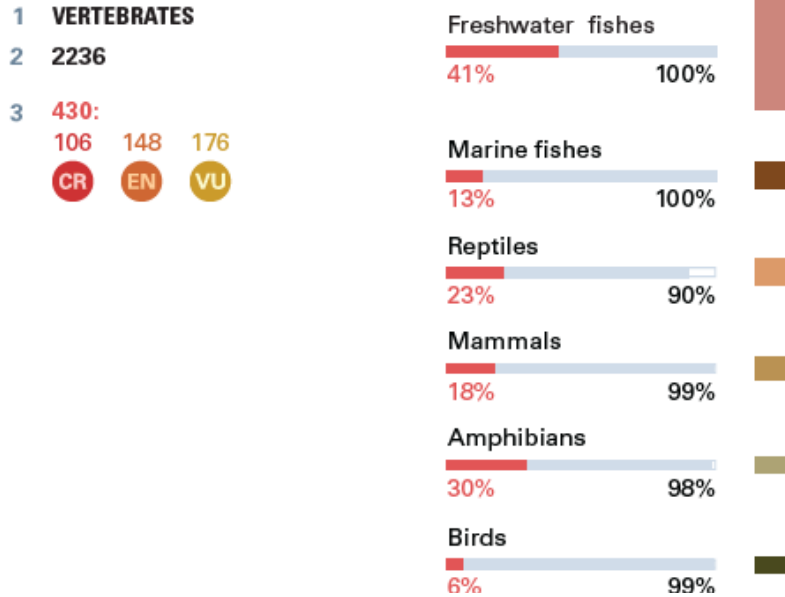 1 VERTEBRATES
2 2236
3 430:
106 148 176
CR EN VU
Freshwater fishes
41% 100%
Marine fishes
13% 100%
Reptiles
23% 90%
Mammals
18% 99%
Amphibians
30% 98%
Birds
6% 99%